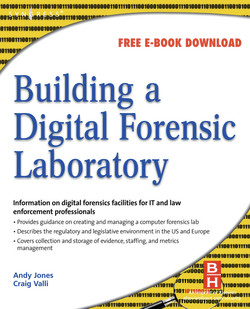 SYNGRESS
FREE E-BOOK DOWNLOAD
Building a
Digital Forensic
Laboratory
Information on digital forensics facilities for IT and law
enforcement professionals
• Provides guidance on creating and managing a computer forensics lab
• Describes the regulatory and legislative environment in the US and Europe
• Covers collection and storage of evidence, staffing, and metrics
management
Andy Jones
Craig Valli
B
H